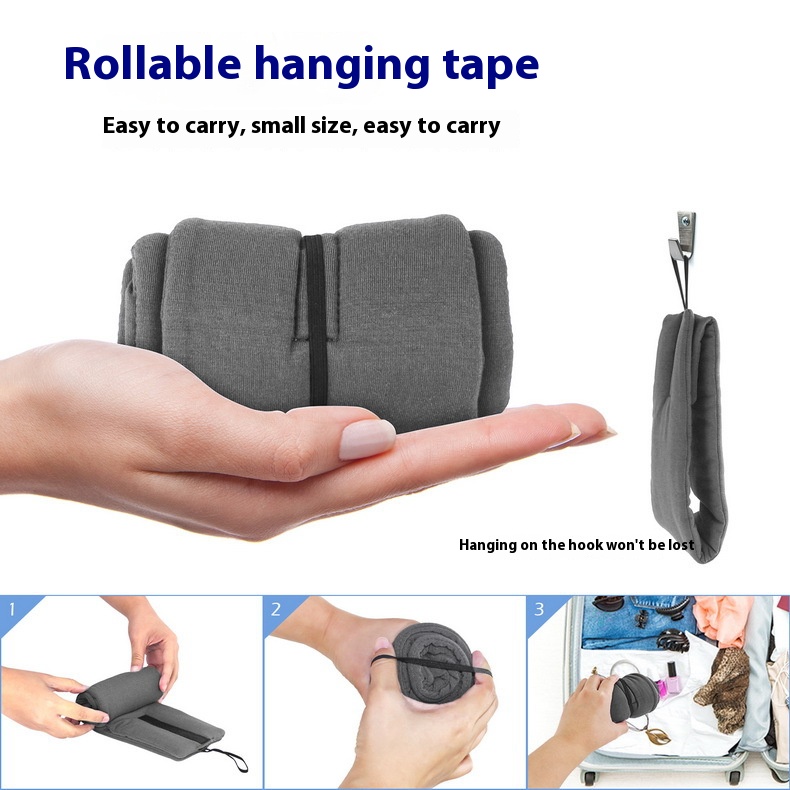 Rollable hanging tape
Easy to carry, small size, easy to carry
Hanging on the hook won't be lost
1
2
3